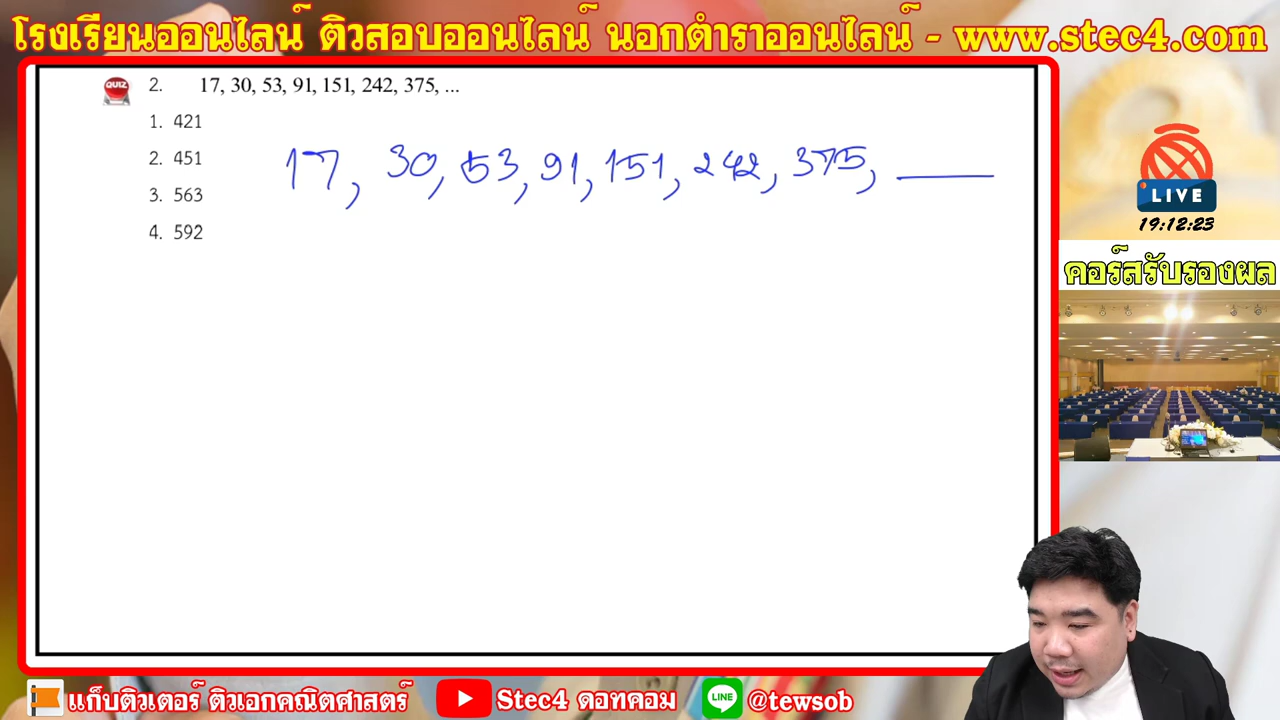 โรงเรียนออนไลน์ ติวสอบออนไลน์ นอกตำราออนไลน์ - www.stec4.com
QUIZ 2. 17, 30, 53, 91, 151, 242, 375, ...
1. 421
2. 451
3. 563
4. 592
17, 30, 53, 91, 151, 242, 375, ____
LIVE
19:12:23
คอร์สรับรองผล
แก๊บติวเตอร์ ติวเอกคณิตศาสตร์
Stec4 ดอทคอม
LINE @tewsob